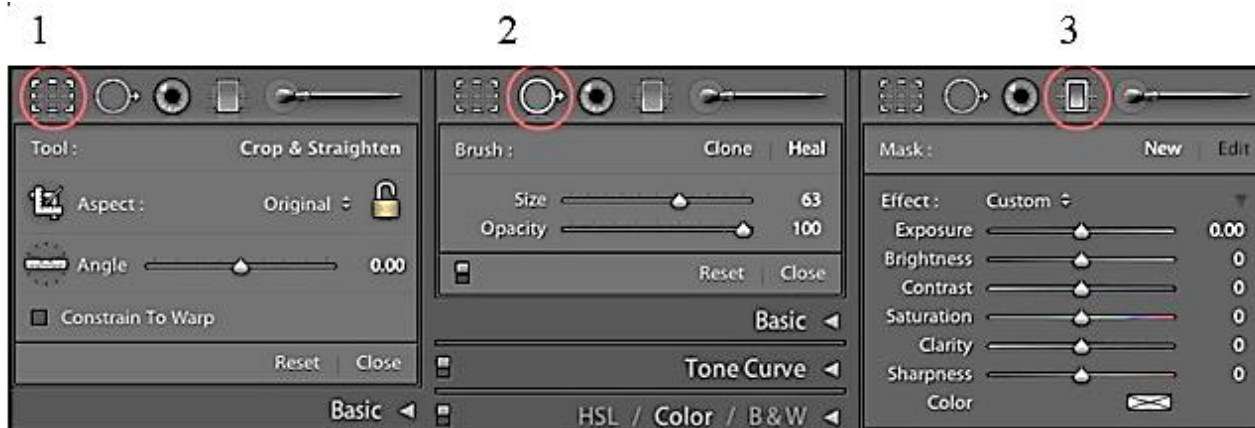 1
2
3
Tool : Crop & Straighten
Aspect : Original
Angle 0.00
Constrain To Warp
Reset | Close
Basic
Brush : Clone | Heal
Size 63
Opacity 100
Reset | Close
Basic
Tone Curve
HSL / Color / B & W
Mask : New | Edit
Effect : Custom
Exposure 0.00
Brightness 0
Contrast 0
Saturation 0
Clarity 0
Sharpness 0
Color